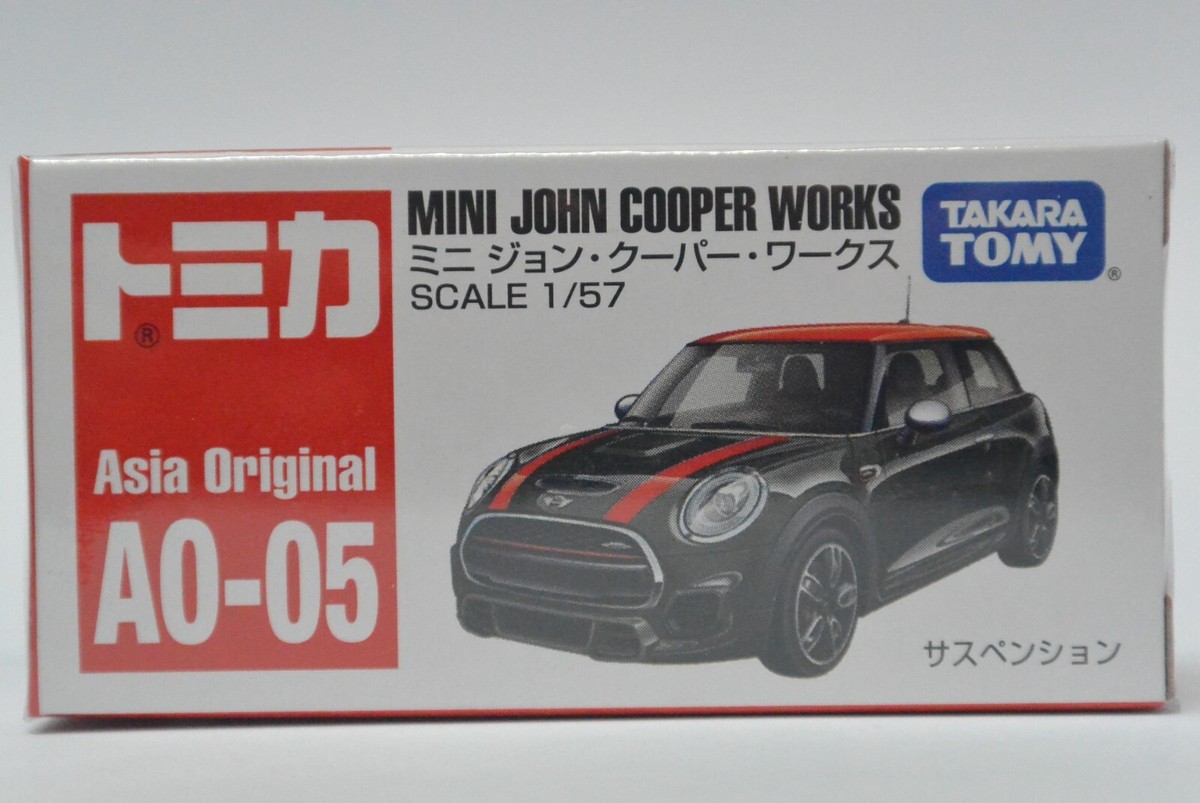 トミカ
®
Asia Original
AO-05
MINI JOHN COOPER WORKS
ミニ ジョン・クーパー・ワークス
SCALE 1/57
TAKARA
TOMY
®
サスペンション